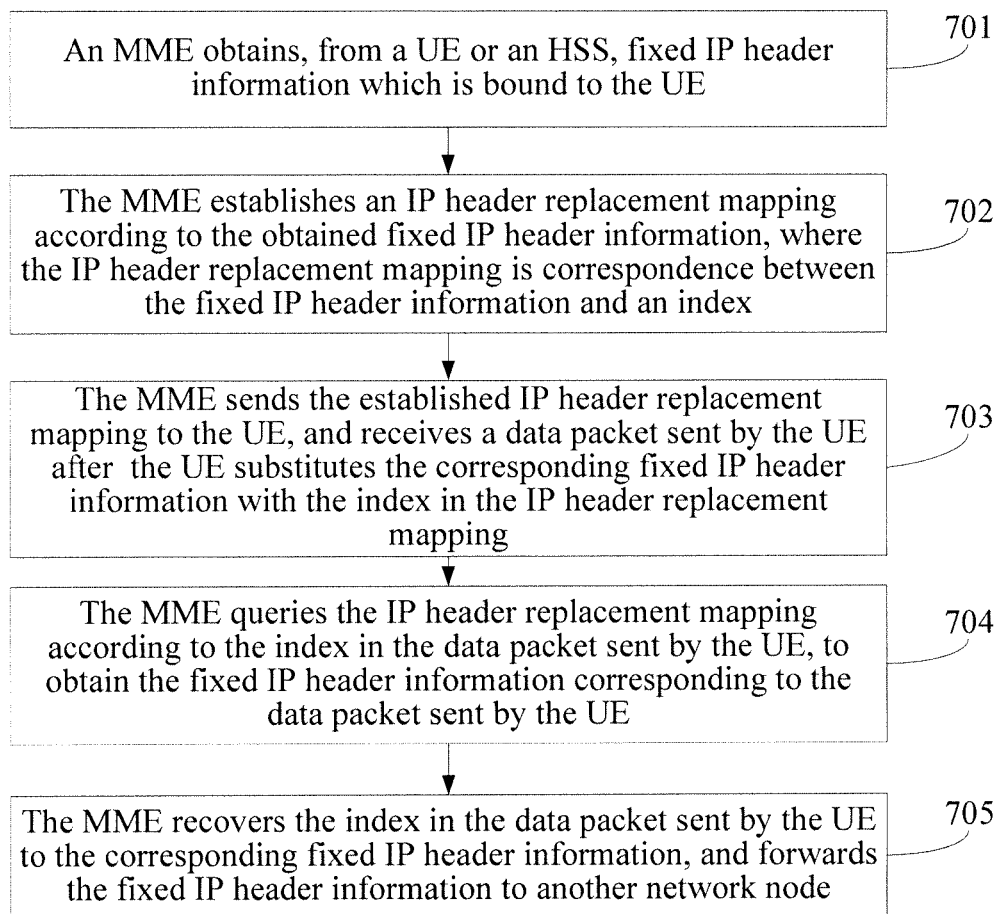 An MME obtains, from a UE or an HSS, fixed IP header
information which is bound to the UE
701
The MME establishes an IP header replacement mapping
according to the obtained fixed IP header information, where
the IP header replacement mapping is correspondence between
the fixed IP header information and an index
702
The MME sends the established IP header replacement
mapping to the UE, and receives a data packet sent by the UE
after the UE substitutes the corresponding fixed IP header
information with the index in the IP header replacement
mapping
703
The MME queries the IP header replacement mapping
according to the index in the data packet sent by the UE, to
obtain the fixed IP header information corresponding to the
data packet sent by the UE
704
The MME recovers the index in the data packet sent by the UE
to the corresponding fixed IP header information, and forwards
the fixed IP header information to another network node
705